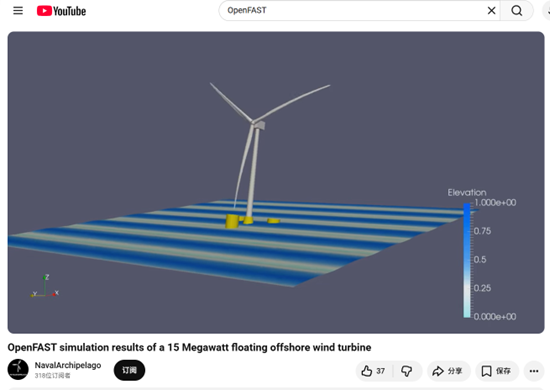 YouTube
OpenFAST
Elevation
1.000e+00
0.75
0.5
0.25
0.000e+00
Z
Y
X
OpenFAST simulation results of a 15 Megawatt floating offshore wind turbine
NavalArchipelago
318位订阅者
订阅
37
分享
保存